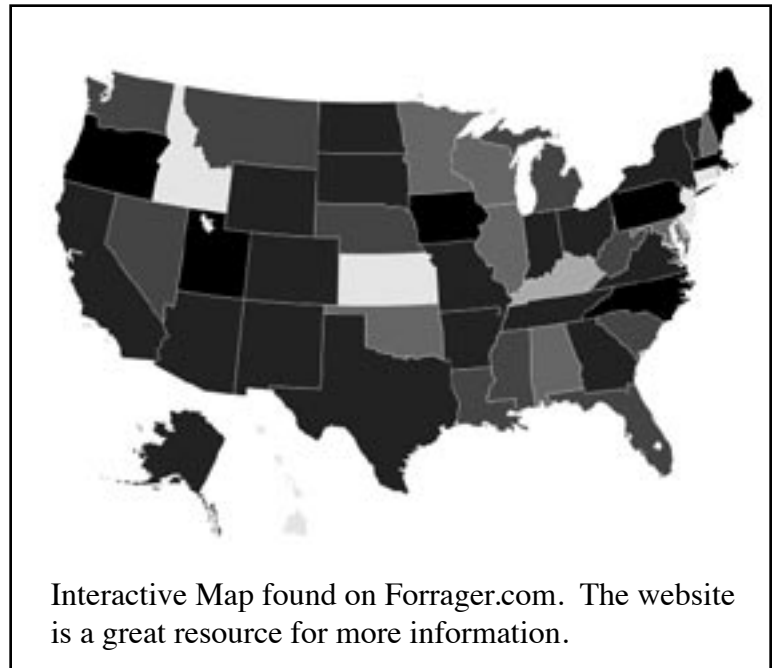 Interactive Map found on Forrager.com.  The website
is a great resource for more information.